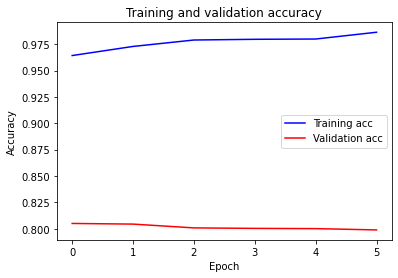 Training and validation accuracy
Accuracy
0.975
0.950
0.925
0.900
0.875
0.850
0.825
0.800
Training acc
Validation acc
0 1 2 3 4 5
Epoch